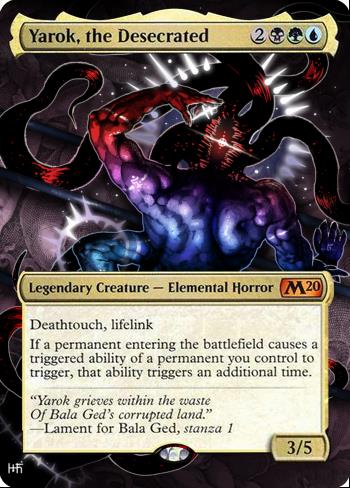 Yarok, the Desecrated 2
Legendary Creature — Elemental Horror M20
Deathtouch, lifelink
If a permanent entering the battlefield causes a
triggered ability of a permanent you control to
trigger, that ability triggers an additional time.
“Yarok grieves within the waste
Of Bala Ged’s corrupted land.”
—Lament for Bala Ged, stanza 1
3/5